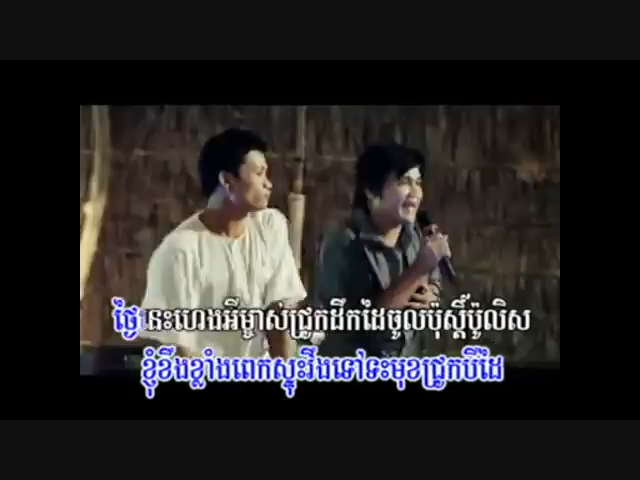 ថ្ងៃនេះហេងអីម្ចាស់ជ្រូកដឹកដៃចូលប៉ុស្តិ៍ប៉ូលិស
ខ្ញុំខឹងខ្លាំងពេកស្ទុះរឹងទៅទះមុខជ្រូកបីដៃ